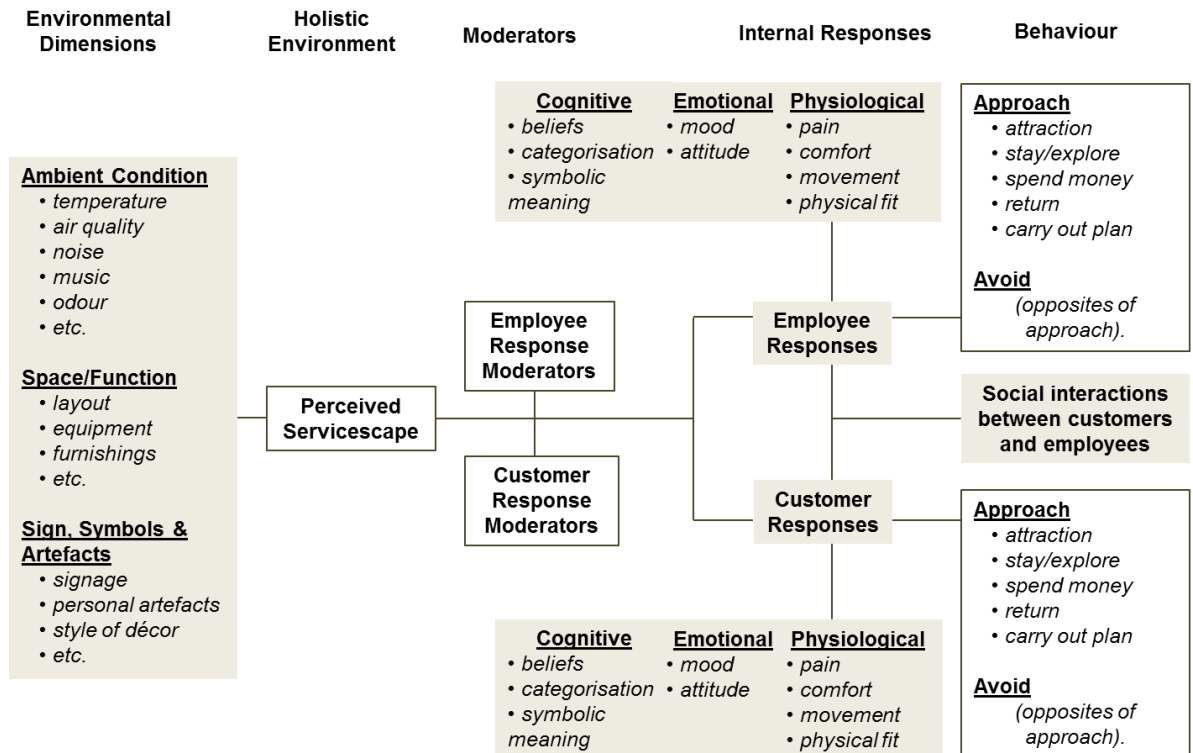 Environmental
Dimensions
Holistic
Environment
Moderators
Internal Responses
Behaviour
Ambient Condition
• temperature
• air quality
• noise
• music
• odour
• etc.
Space/Function
• layout
• equipment
• furnishings
• etc.
Sign, Symbols &
Artefacts
• signage
• personal artefacts
• style of décor
• etc.
Perceived
Servicescape
Employee
Response
Moderators
Customer
Response
Moderators
Cognitive
• beliefs
• categorisation
• symbolic
meaning
Emotional
• mood
• attitude
Physiological
• pain
• comfort
• movement
• physical fit
Employee
Responses
Customer
Responses
Cognitive
• beliefs
• categorisation
• symbolic
meaning
Emotional
• mood
• attitude
Physiological
• pain
• comfort
• movement
• physical fit
Approach
• attraction
• stay/explore
• spend money
• return
• carry out plan
Avoid
(opposites of
approach).
Social interactions
between customers
and employees
Approach
• attraction
• stay/explore
• spend money
• return
• carry out plan
Avoid
(opposites of
approach).